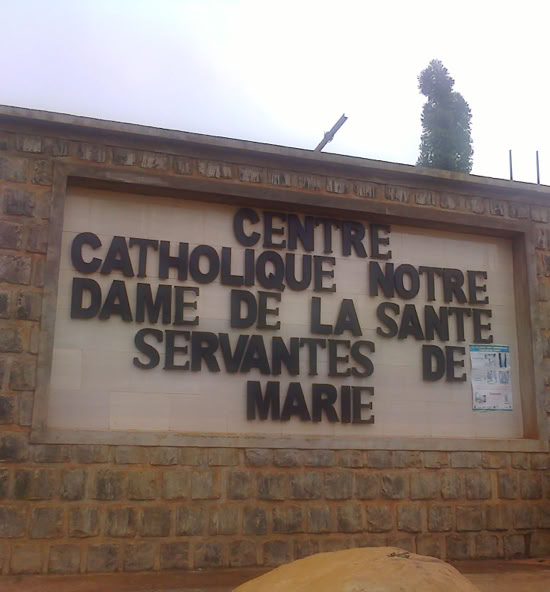 CENTRE
CATHOLIQUE NOTRE
DAME DE LA SANTE
SERVANTES DE
MARIE